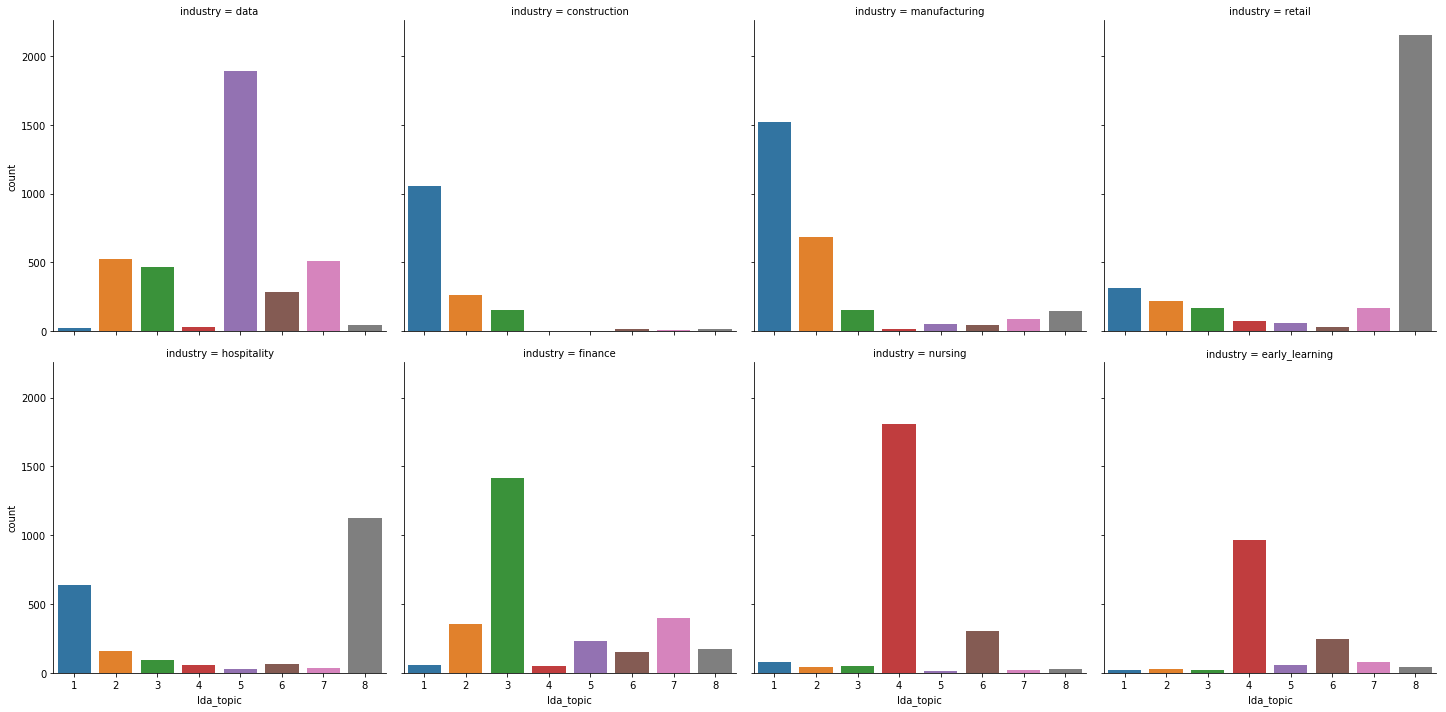 industry = data
industry = construction
industry = manufacturing
industry = retail
2000
1500
1000
500
0
count
industry = hospitality
industry = finance
industry = nursing
industry = early_learning
2000
1500
1000
500
0
count
1 2 3 4 5 6 7 8
1 2 3 4 5 6 7 8
1 2 3 4 5 6 7 8
1 2 3 4 5 6 7 8
lda_topic
lda_topic
lda_topic
lda_topic